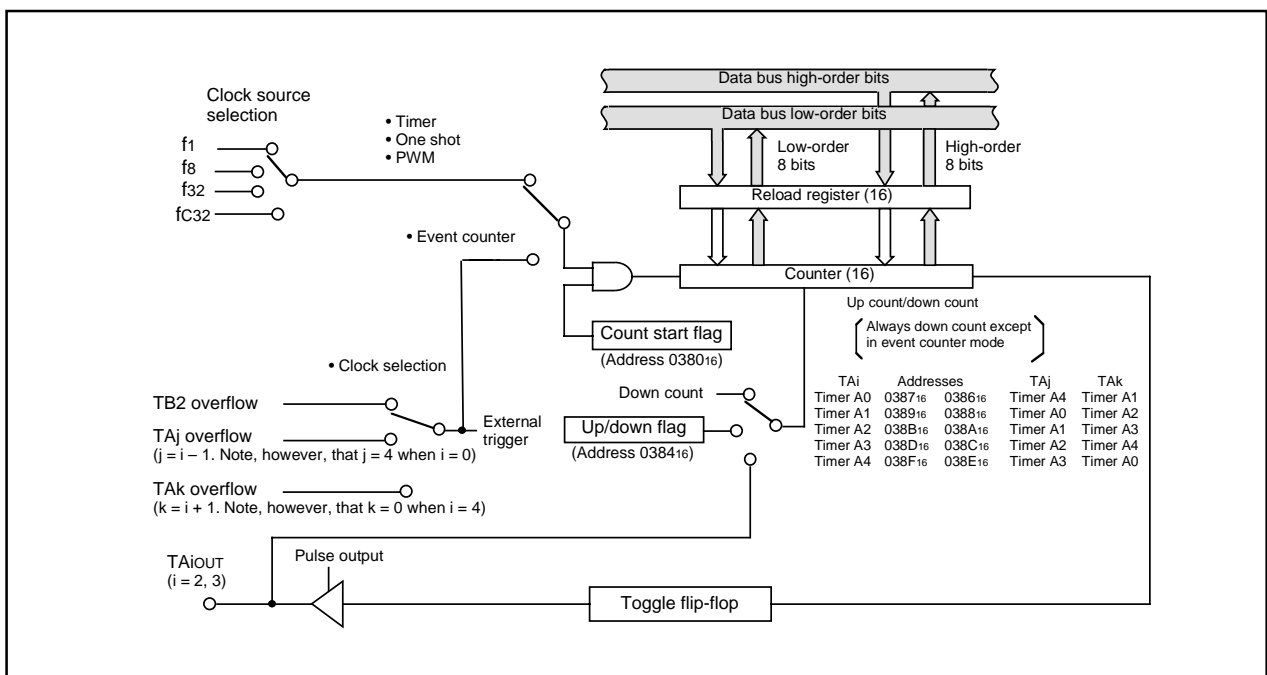 Data bus high-order bits
Data bus low-order bits
Clock source
selection
f1
f8
f32
fC32
• Timer
• One shot
• PWM
Low-order
8 bits
High-order
8 bits
Reload register (16)
• Event counter
Counter (16)
Up count/down count
Always down count except
in event counter mode
Count start flag
(Address 038016)
• Clock selection
TB2 overflow
TAj overflow
(j = i – 1. Note, however, that j = 4 when i = 0)
External
trigger
TAk overflow
(k = i + 1. Note, however, that k = 0 when i = 4)
Down count
Up/down flag
(Address 038416)
TAi Addresses TAj TAk
Timer A0 038716 038616 Timer A4 Timer A1
Timer A1 038916 038816 Timer A0 Timer A2
Timer A2 038B16 038A16 Timer A1 Timer A3
Timer A3 038D16 038C16 Timer A2 Timer A4
Timer A4 038F16 038E16 Timer A3 Timer A0
TAiOUT
(i = 2, 3)
Pulse output
Toggle flip-flop